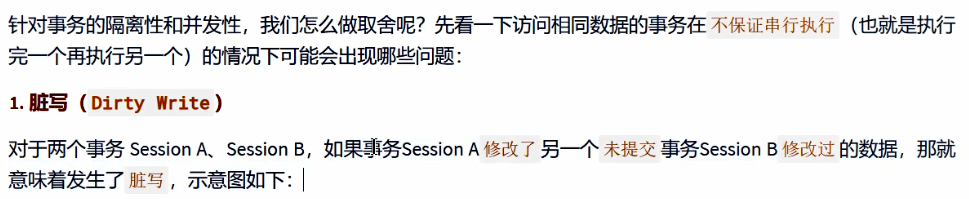 针对事务的隔离性和并发性，我们怎么做取舍呢？先看一下访问相同数据的事务在 不保证串行执行（也就是执行
完一个再执行另一个）的情况下可能会出现哪些问题：
1. 脏写（Dirty Write）
对于两个事务 Session A、Session B，如果事务Session A 修改了 另一个 未提交 事务Session B 修改过 的数据，那就
意味着发生了 脏写，示意图如下：